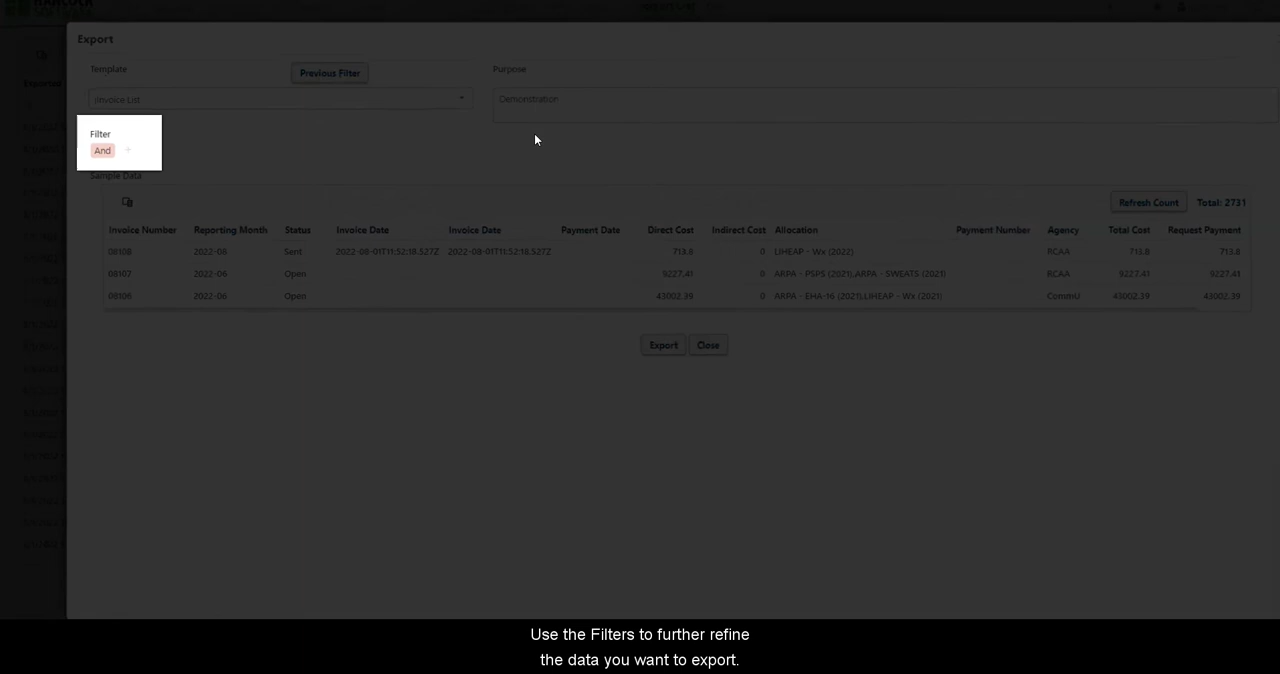 HANCOCK
SOFTWARE
Export
Template
Previous Filter
Purpose
Invoice List
Demonstration
Filter
And +
Sample Data
Refresh Count Total: 2731
Invoice Number Reporting Month Status Invoice Date Invoice Date Payment Date Direct Cost Indirect Cost Allocation Payment Number Agency Total Cost Request Payment
08108 2022-08 Sent 2022-08-01T11:52:18.527Z 2022-08-01T11:52:18.527Z 713.8 0 LIHEAP - Wx (2022) RCAA 713.8 713.8
08107 2022-06 Open 9227.41 0 ARPA - PSPS (2021),ARPA - SWEATS (2021) RCAA 9227.41 9227.41
08106 2022-06 Open 43002.39 0 ARPA - EHA-16 (2021),LIHEAP - Wx (2021) CommU 43002.39 43002.39
Export Close
Use the Filters to further refine
the data you want to export.